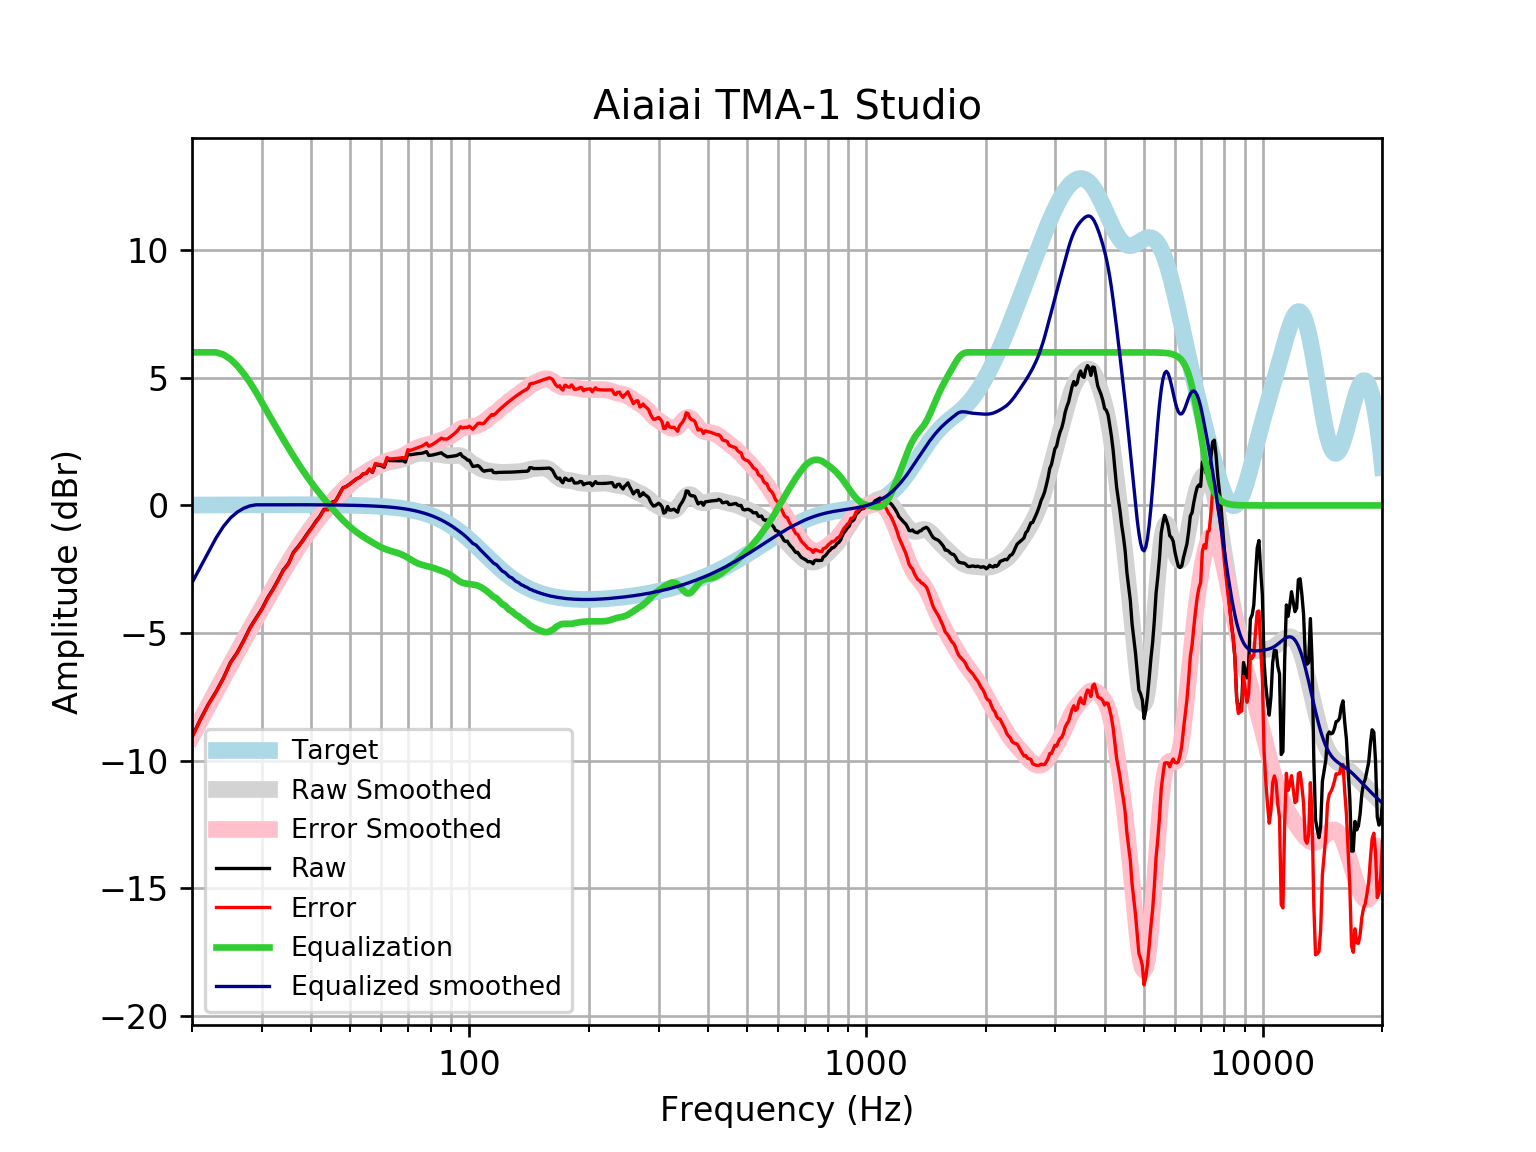 Aiaiai TMA-1 Studio
Amplitude (dBr)
10
5
0
−5
−10
−15
−20
Target
Raw Smoothed
Error Smoothed
Raw
Error
Equalization
Equalized smoothed
100
1000
10000
Frequency (Hz)